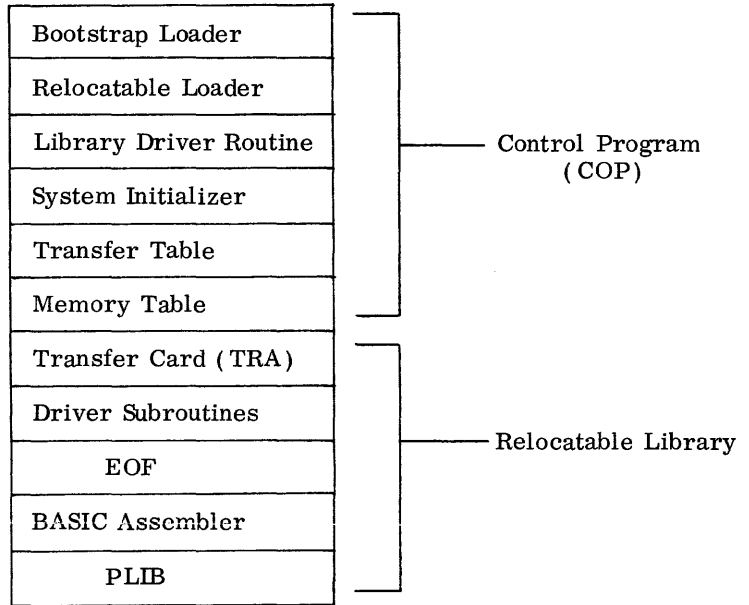 Bootstrap Loader
Relocatable Loader
Library Driver Routine
System Initializer
Transfer Table
Memory Table
Transfer Card (TRA)
Driver Subroutines
EOF
BASIC Assembler
PLIB
Control Program
(COP)
Relocatable Library